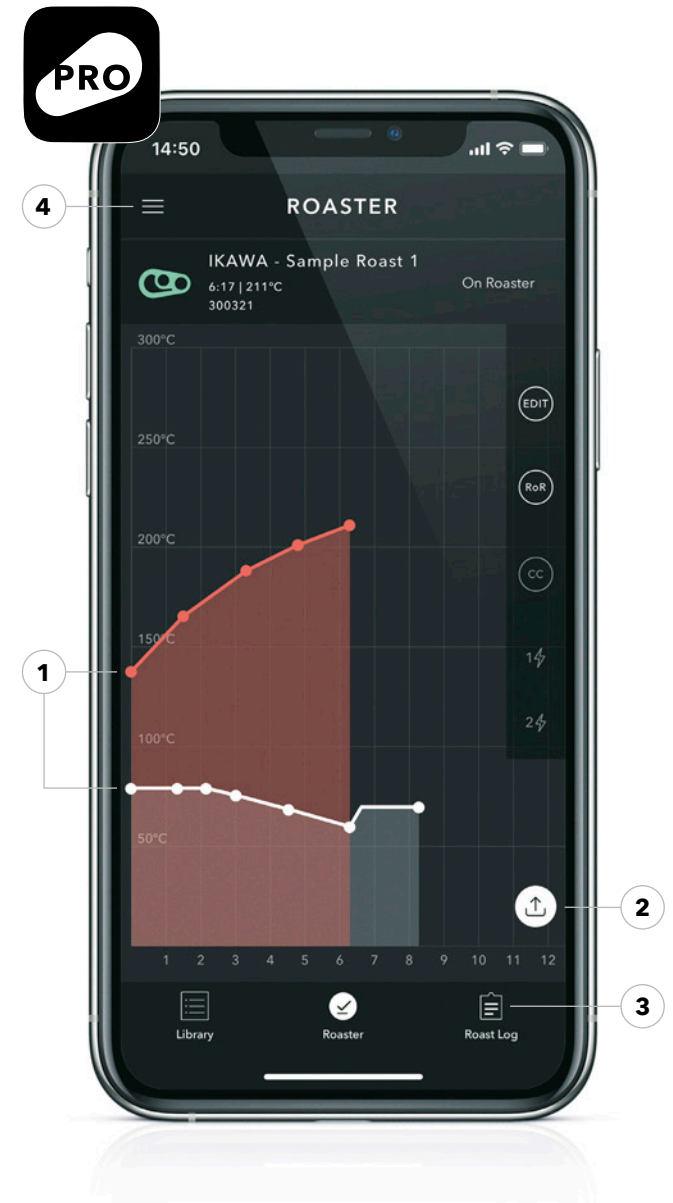 PRO
14:50
4
ROASTER
IKAWA - Sample Roast 1
6:17 | 211°C
300321
On Roaster
300°C
250°C
200°C
150°C
100°C
50°C
EDIT
RoR
CC
1
2
1
2
1 2 3 4 5 6 7 8 9 10 11 12
Library
Roaster
Roast Log
3